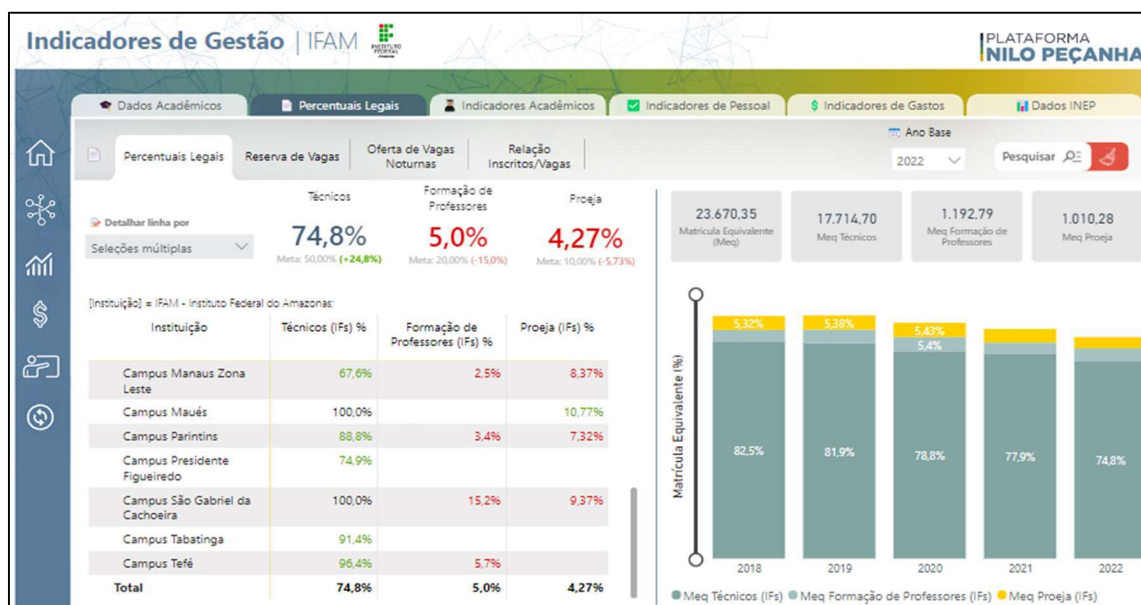 Indicadores de Gestão | IFAM
INSTITUTO
FEDERAL
PLATAFORMA
NILO PEÇANHA
Dados Acadêmicos
Percentuais Legais
Indicadores Acadêmicos
Indicadores de Pessoal
Indicadores de Gastos
Dados INEP
Percentuais Legais
Reserva de Vagas
Oferta de Vagas
Noturnas
Relação
Inscritos/Vagas
Ano Base
2022
Pesquisar
Detalhar linha por
Seleções múltiplas
Técnicos
74,8%
Meta: 50,00% (+24,8%)
Formação de
Professores
5,0%
Meta: 20,00% (-15,0%)
Proeja
4,27%
Meta: 10,00% (-5,73%)
23.670,35
Matrícula Equivalente
(Meq)
17.714,70
Meq Técnicos
1.192,79
Meq Formação de
Professores
1.010,28
Meq Proeja
[Instituição] = IFAM - Instituto Federal do Amazonas;
Instituição Técnicos (IFs) % Formação de Professores (IFs) % Proeja (IFs) %
Campus Manaus Zona Leste 67,6% 2,5% 8,37%
Campus Maués 100,0% 10,77%
Campus Parintins 88,8% 3,4% 7,32%
Campus Presidente Figueiredo 74,9%
Campus São Gabriel da Cachoeira 100,0% 15,2% 9,37%
Campus Tabatinga 91,4%
Campus Tefé 96,4% 5,7%
Total 74,8% 5,0% 4,27%
Matrícula Equivalente (%)
5,32% 5,38% 5,43%
5,4%
82,5% 81,9% 78,8% 77,9% 74,8%
2018 2019 2020 2021 2022
Meq Técnicos (IFs) Meq Formação de Professores (IFs) Meq Proeja (IFs)